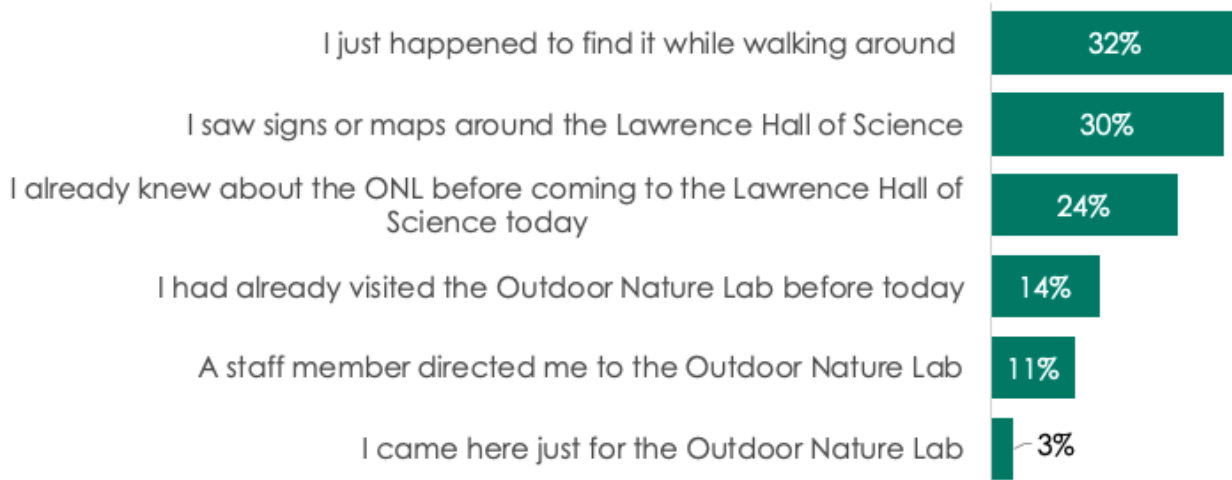 I just happened to find it while walking around 32%
I saw signs or maps around the Lawrence Hall of Science 30%
I already knew about the ONL before coming to the Lawrence Hall of
Science today 24%
I had already visited the Outdoor Nature Lab before today 14%
A staff member directed me to the Outdoor Nature Lab 11%
I came here just for the Outdoor Nature Lab 3%